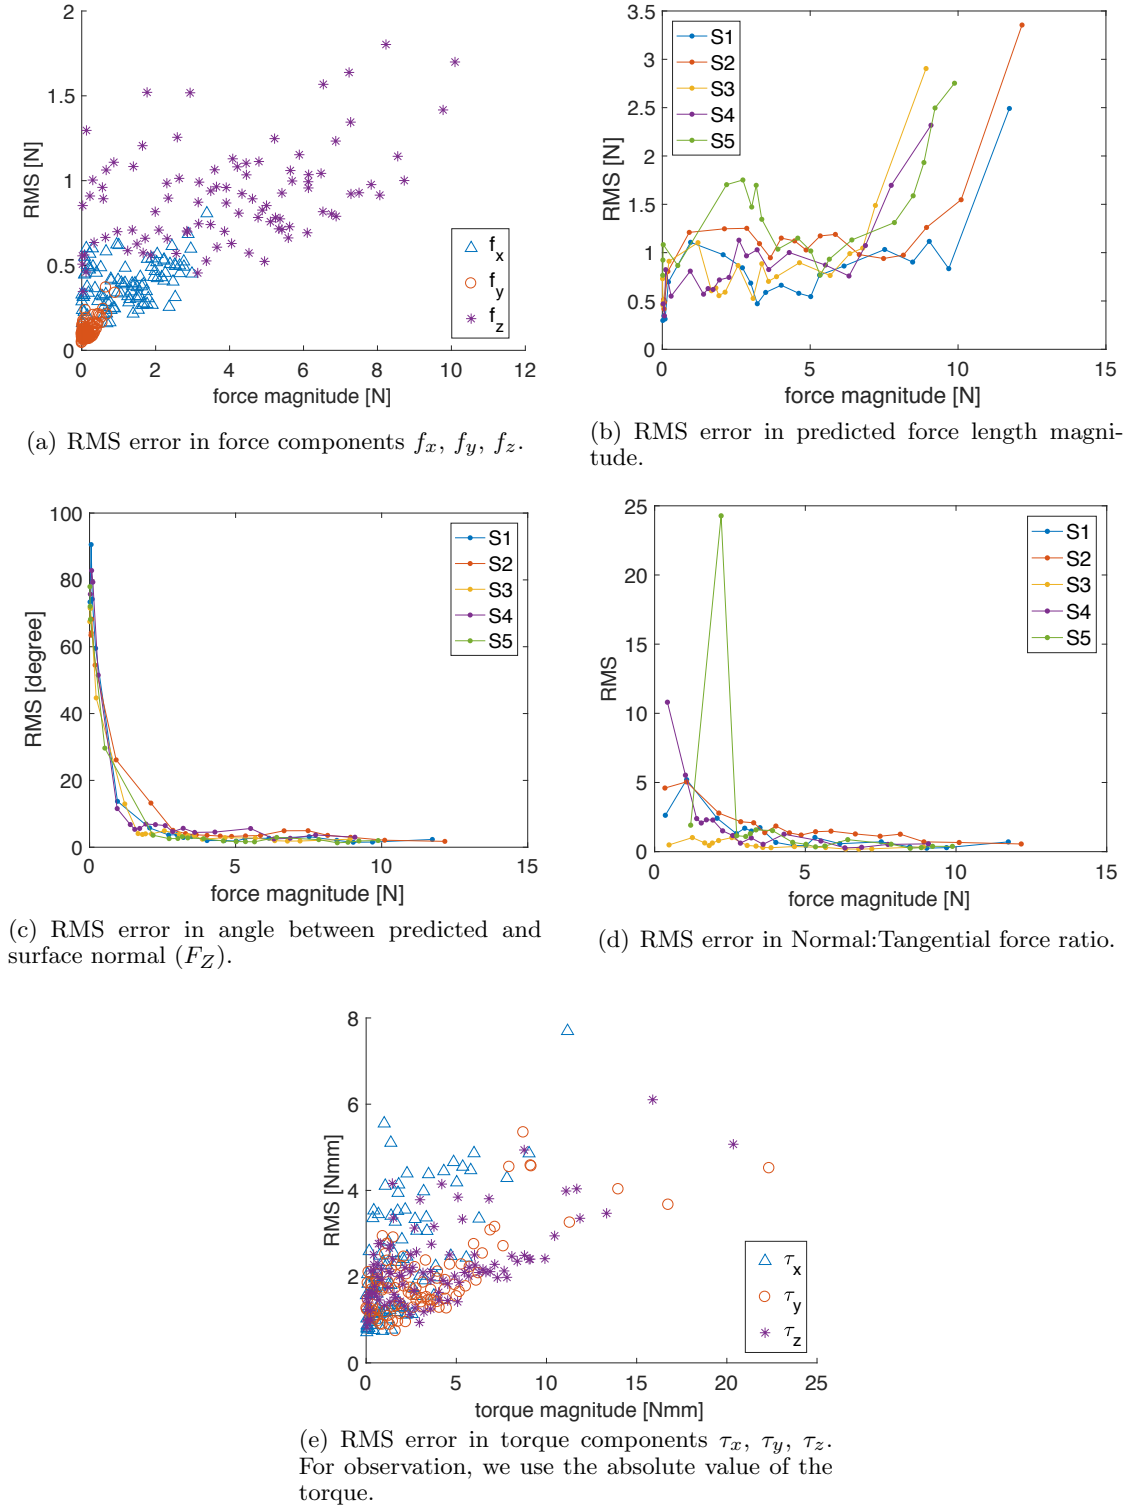 2
1.5
1
0.5
0
RMS [N]
0 2 4 6 8 10 12
force magnitude [N]
f_x
f_y
f_z
(a) RMS error in force components f_x, f_y, f_z.
3.5
3
2.5
2
1.5
1
0.5
0
RMS [N]
S1
S2
S3
S4
S5
0 5 10 15
force magnitude [N]
(b) RMS error in predicted force length magni-
tude.
100
80
60
40
20
0
RMS [degree]
S1
S2
S3
S4
S5
0 5 10 15
force magnitude [N]
(c) RMS error in angle between predicted and
surface normal (F_Z).
25
20
15
10
5
0
RMS
S1
S2
S3
S4
S5
0 5 10 15
force magnitude [N]
(d) RMS error in Normal:Tangential force ratio.
8
6
4
2
0
RMS [Nmm]
τ_x
τ_y
τ_z
0 5 10 15 20 25
torque magnitude [Nmm]
(e) RMS error in torque components τ_x, τ_y, τ_z.
For observation, we use the absolute value of the
torque.